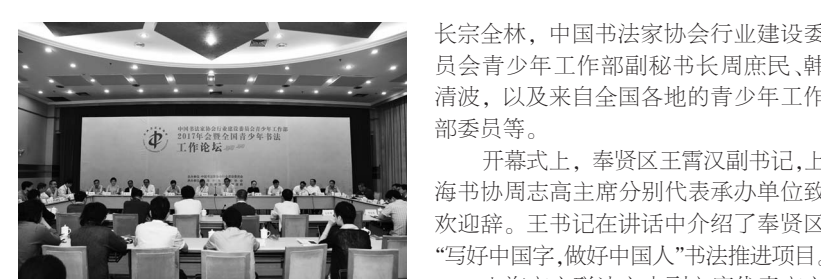 中国书法家协会行业建设委员会青少年工作部
2017年会暨全国青少年书法
工作论坛
长宗全林，中国书法家协会行业建设委
员会青少年工作部副秘书长周庶民、韩
清波，以及来自全国各地的青少年工作
部委员等。
开幕式上，奉贤区王霄汉副书记，上
海书协周志高主席分别代表承办单位致
欢迎辞。王书记在讲话中介绍了奉贤区
“写好中国字，做好中国人”书法推进项目。